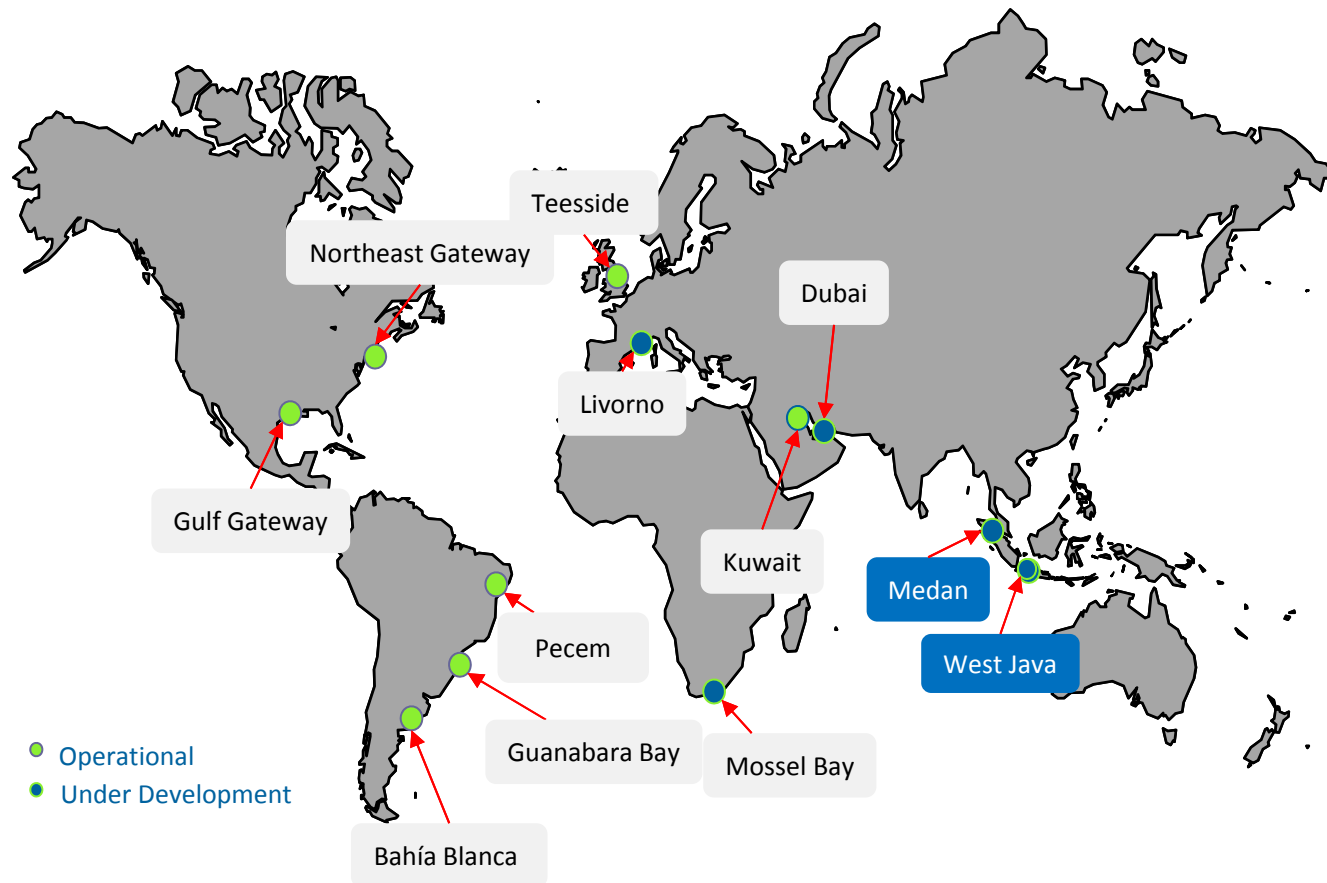 Teesside
Northeast Gateway
Dubai
Livorno
Gulf Gateway
Kuwait
Medan
Pecem
West Java
Guanabara Bay
Mossel Bay
Operational
Under Development
Bahía Blanca